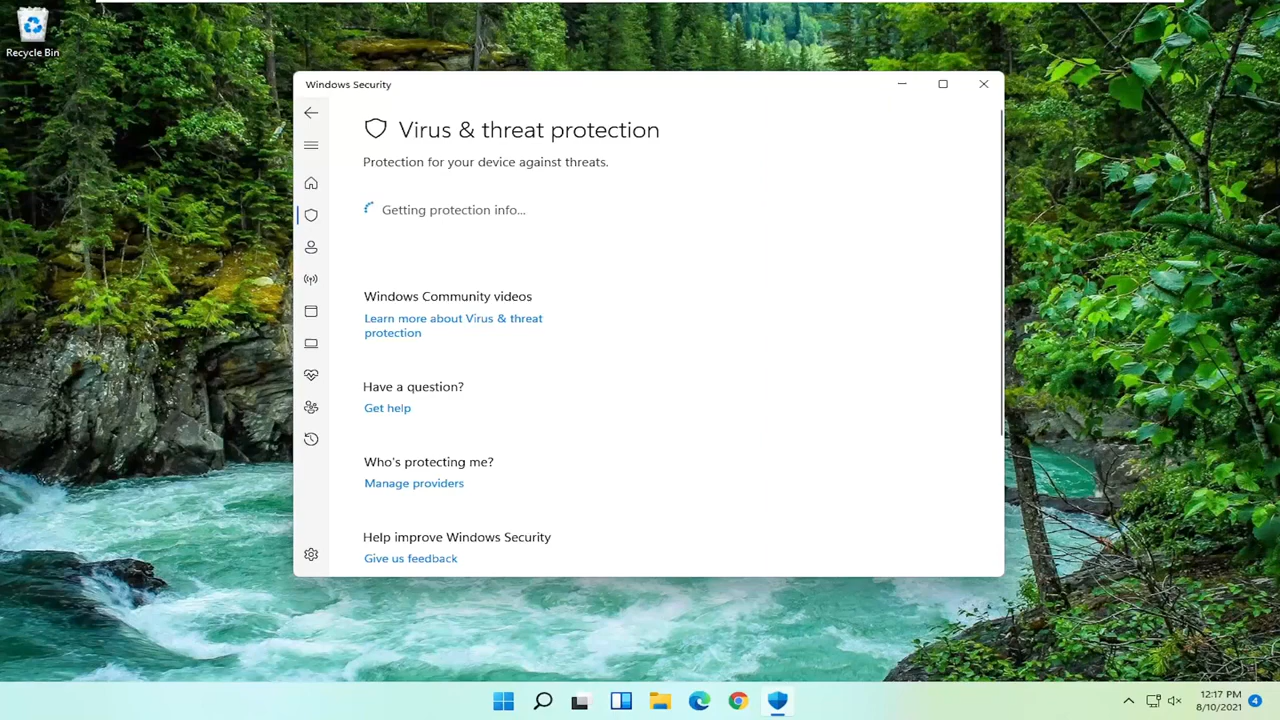 Recycle Bin
Windows Security
Virus & threat protection
Protection for your device against threats.
Getting protection info...
Windows Community videos
Learn more about Virus & threat
protection
Have a question?
Get help
Who's protecting me?
Manage providers
Help improve Windows Security
Give us feedback
12:17 PM
8/10/2021
4